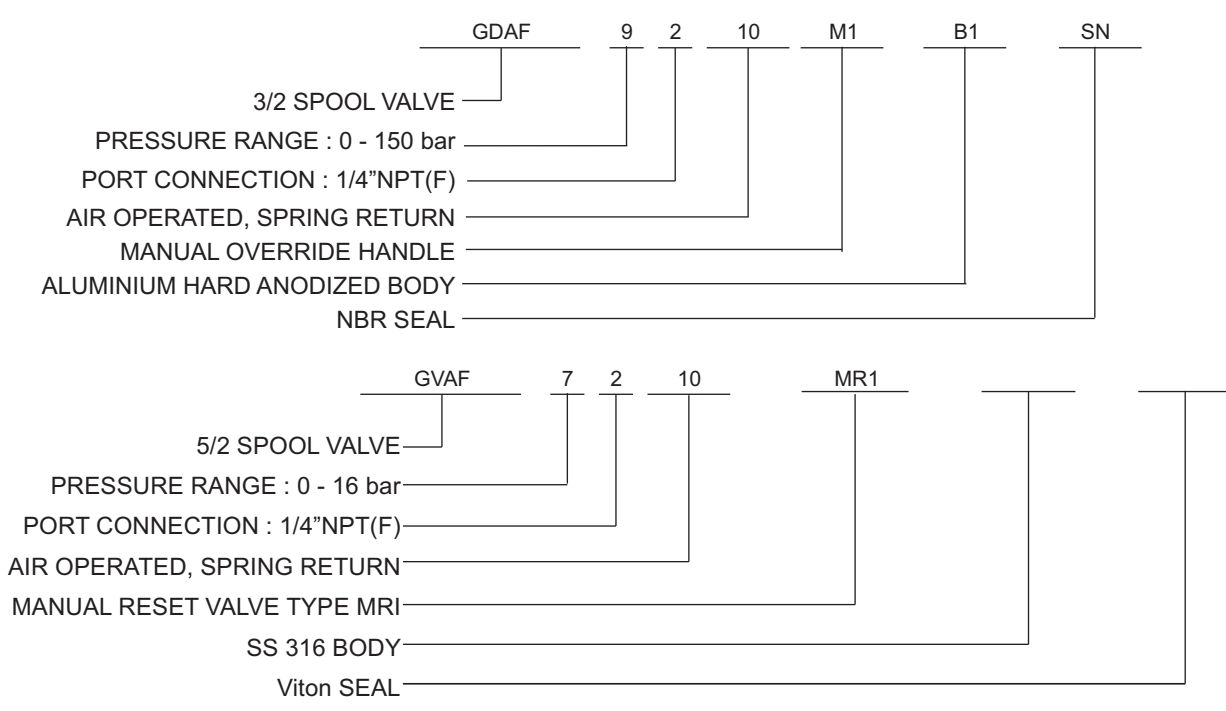 GDAF 9 2 10 M1 B1 SN
3/2 SPOOL VALVE
PRESSURE RANGE : 0 - 150 bar
PORT CONNECTION : 1/4”NPT(F)
AIR OPERATED, SPRING RETURN
MANUAL OVERRIDE HANDLE
ALUMINIUM HARD ANODIZED BODY
NBR SEAL
GVAF 7 2 10 MR1
5/2 SPOOL VALVE
PRESSURE RANGE : 0 - 16 bar
PORT CONNECTION : 1/4”NPT(F)
AIR OPERATED, SPRING RETURN
MANUAL RESET VALVE TYPE MRI
SS 316 BODY
Viton SEAL